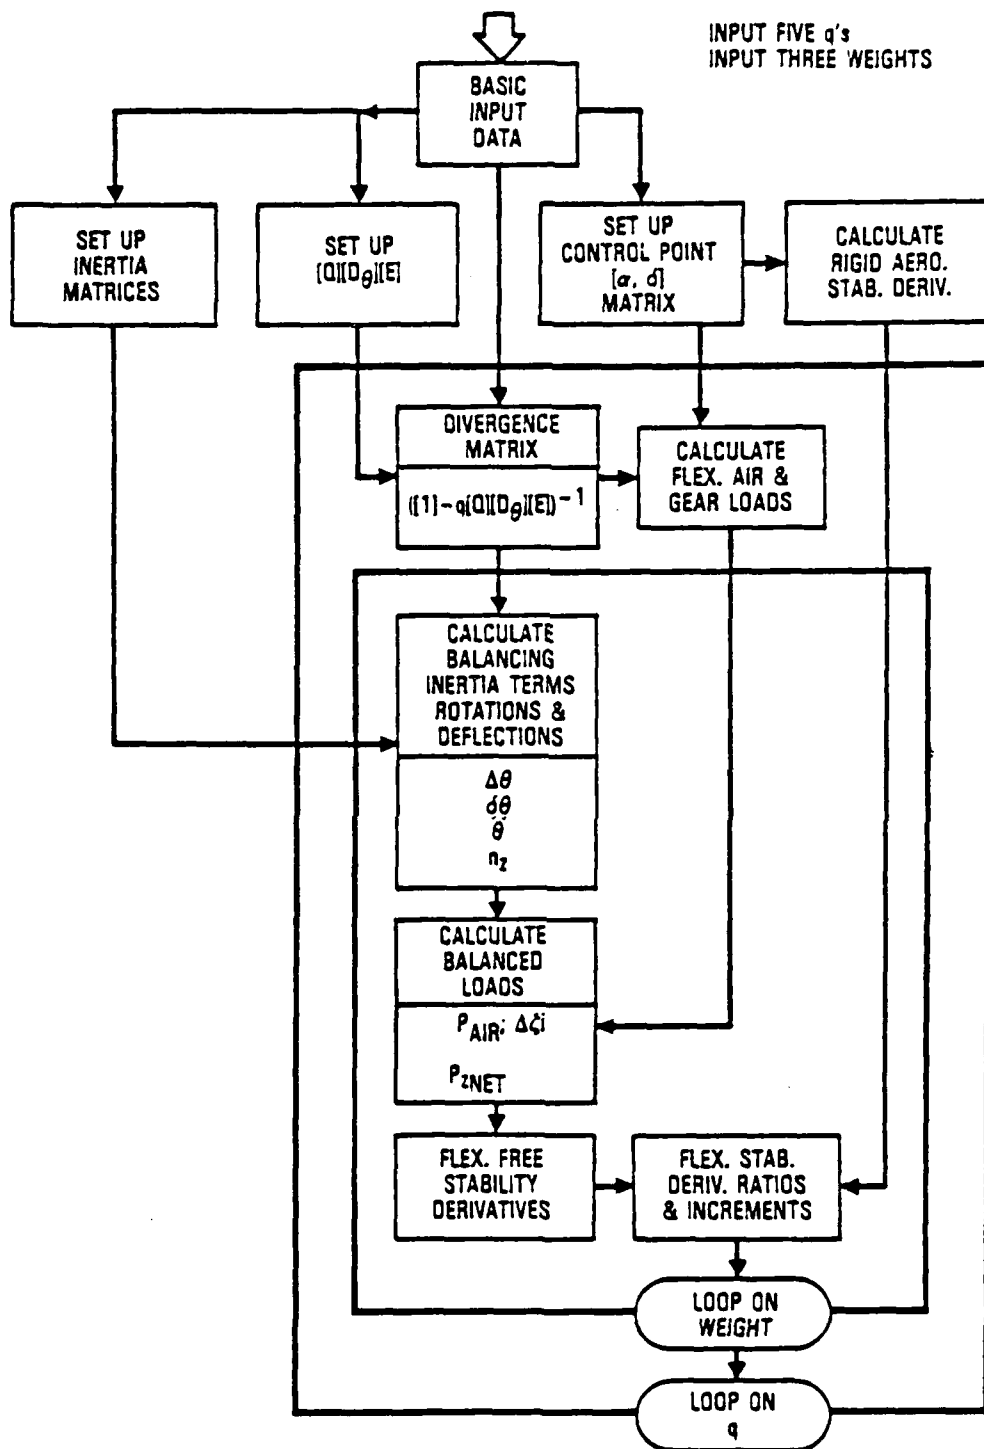 INPUT FIVE q's
INPUT THREE WEIGHTS
BASIC
INPUT
DATA
SET UP
INERTIA
MATRICES
SET UP
[Q][Dθ][E]
SET UP
CONTROL POINT
[α, δ]
MATRIX
CALCULATE
RIGID AERO.
STAB. DERIV.
DIVERGENCE
MATRIX
([1]-q[Q][Dθ][E])-1
CALCULATE
FLEX. AIR &
GEAR LOADS
CALCULATE
BALANCING
INERTIA TERMS
ROTATIONS &
DEFLECTIONS
Δθ
δθ
θ̈
nz
CALCULATE
BALANCED
LOADS
PAIR; Δζi
PzNET
FLEX. FREE
STABILITY
DERIVATIVES
FLEX. STAB.
DERIV. RATIOS
& INCREMENTS
LOOP ON
WEIGHT
LOOP ON
q